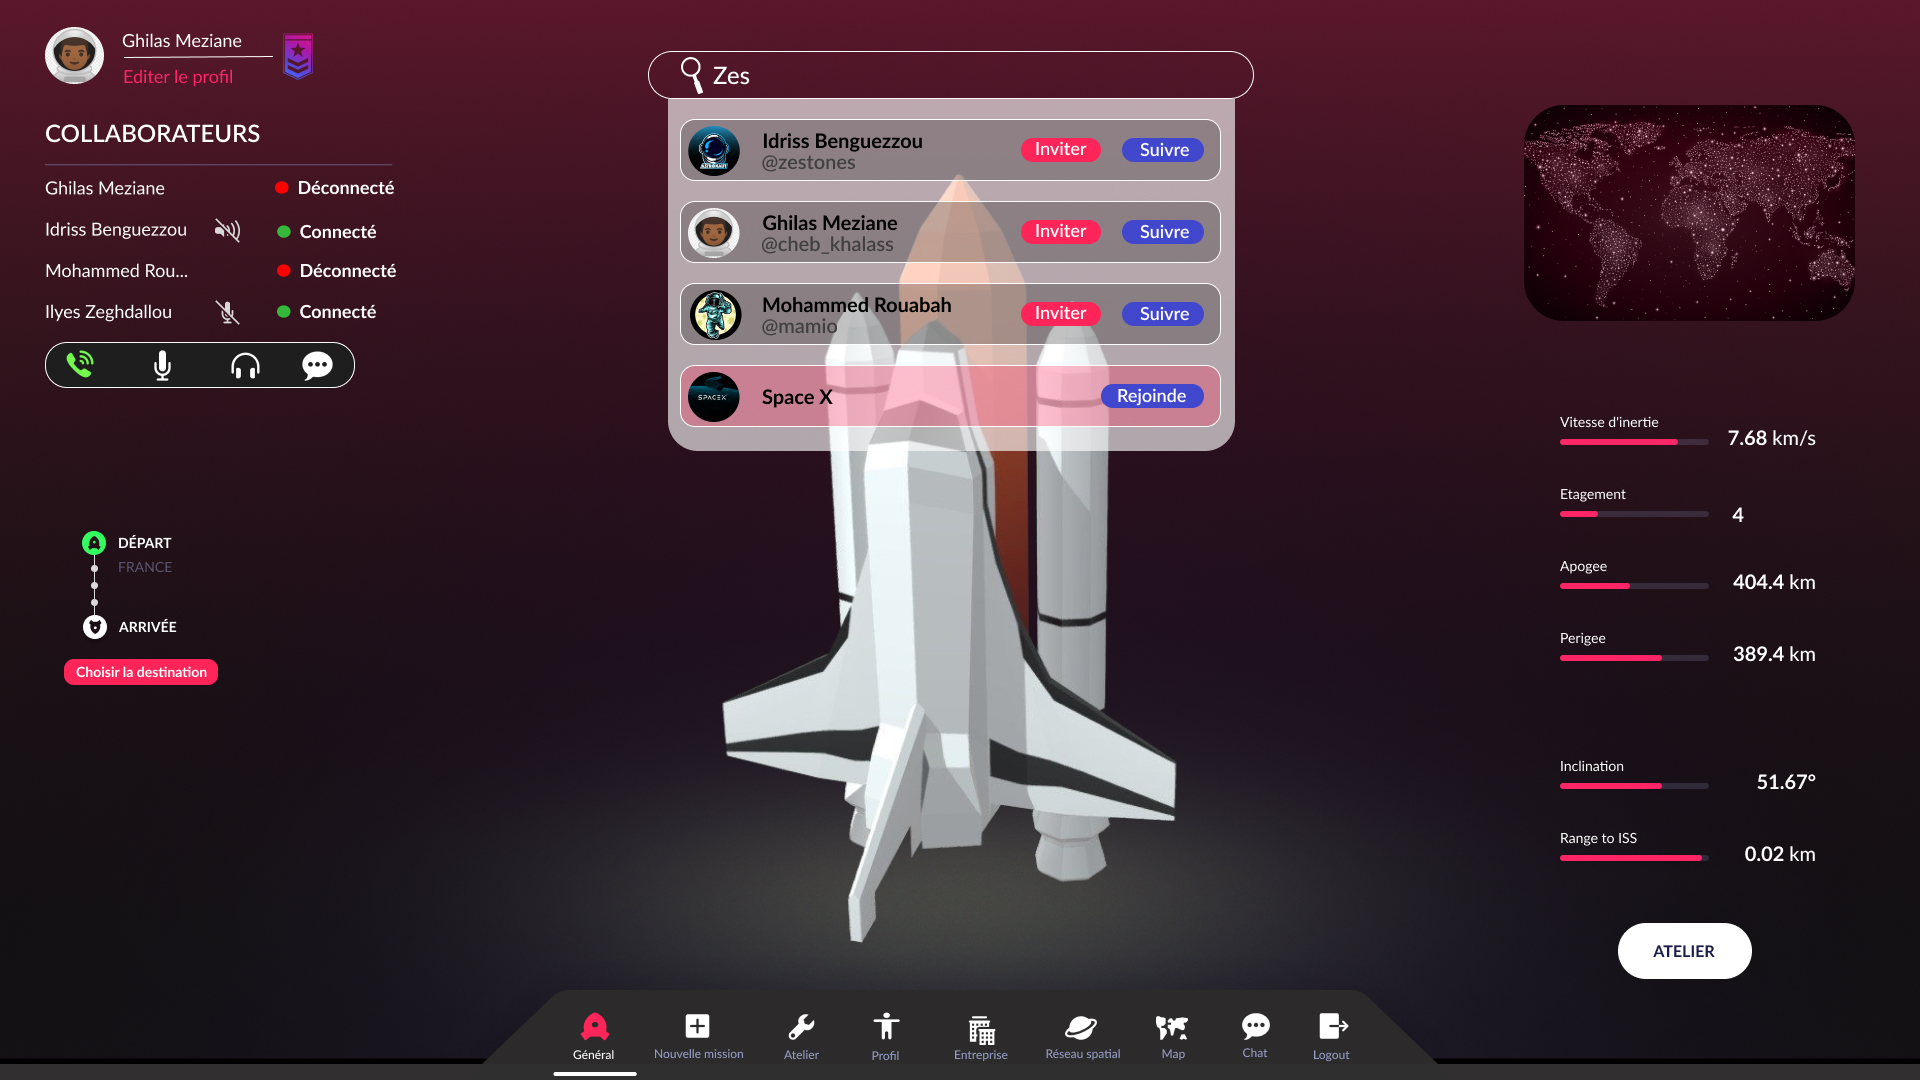 Ghilas Meziane
Editer le profil
COLLABORATEURS
Ghilas Meziane Déconnecté
Idriss Benguezzou Connecté
Mohammed Rou... Déconnecté
Ilyes Zeghdallou Connecté
DÉPART
FRANCE
ARRIVÉE
Choisir la destination
Zes
Idriss Benguezzou
@zestones
Inviter Suivre
Ghilas Meziane
@cheb_khalass
Inviter Suivre
Mohammed Rouabah
@mamio
Inviter Suivre
SPACEX
Space X
Rejoinde
Vitesse d'inertie
7.68 km/s
Etagement
4
Apogee
404.4 km
Perigee
389.4 km
Inclination
51.67°
Range to ISS
0.02 km
ATELIER
Général Nouvelle mission Atelier Profil Entreprise Réseau spatial Map Chat Logout